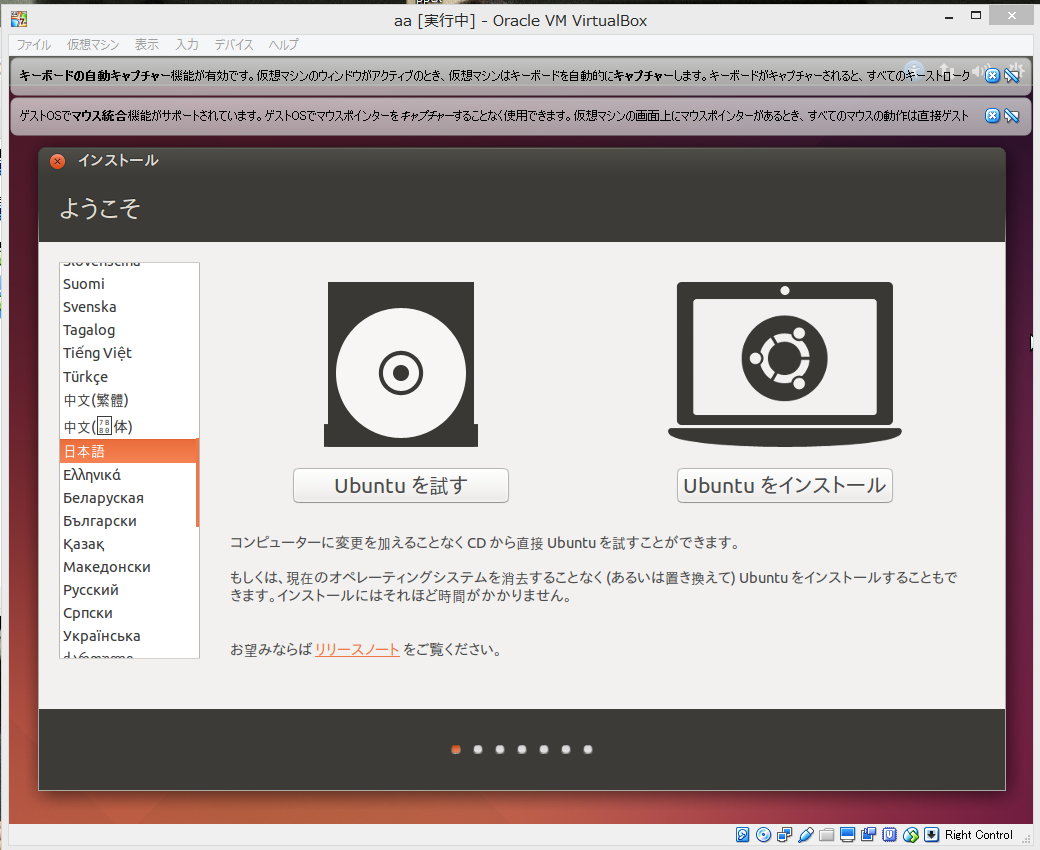 aa [実行中] - Oracle VM VirtualBox
ファイル 仮想マシン 表示 入力 デバイス ヘルプ
キーボードの自動キャプチャー機能が有効です。仮想マシンのウィンドウがアクティブのとき、仮想マシンはキーボードを自動的にキャプチャーします。キーボードがキャプチャーされると、すべてのキーストローク
ゲストOSでマウス統合機能がサポートされています。ゲストOSでマウスポインターをキャプチャーすることなく使用できます。仮想マシンの画面上にマウスポインターがあるとき、すべてのマウスの動作は直接ゲスト
インストール
ようこそ
Suomi
Svenska
Tagalog
Tiếng Việt
Türkçe
中文(繁體)
中文(体)
日本語
Ελληνικά
Беларуская
Български
Қазақ
Македонски
Русский
Српски
Українська
Ubuntu を試す
Ubuntu をインストール
コンピューターに変更を加えることなく CD から直接 Ubuntu を試すことができます。
もしくは、現在のオペレーティングシステムを消去することなく (あるいは置き換えて) Ubuntu をインストールすることもで
きます。インストールにはそれほど時間がかかりません。
お望みならば リリースノート をご覧ください。
Right Control